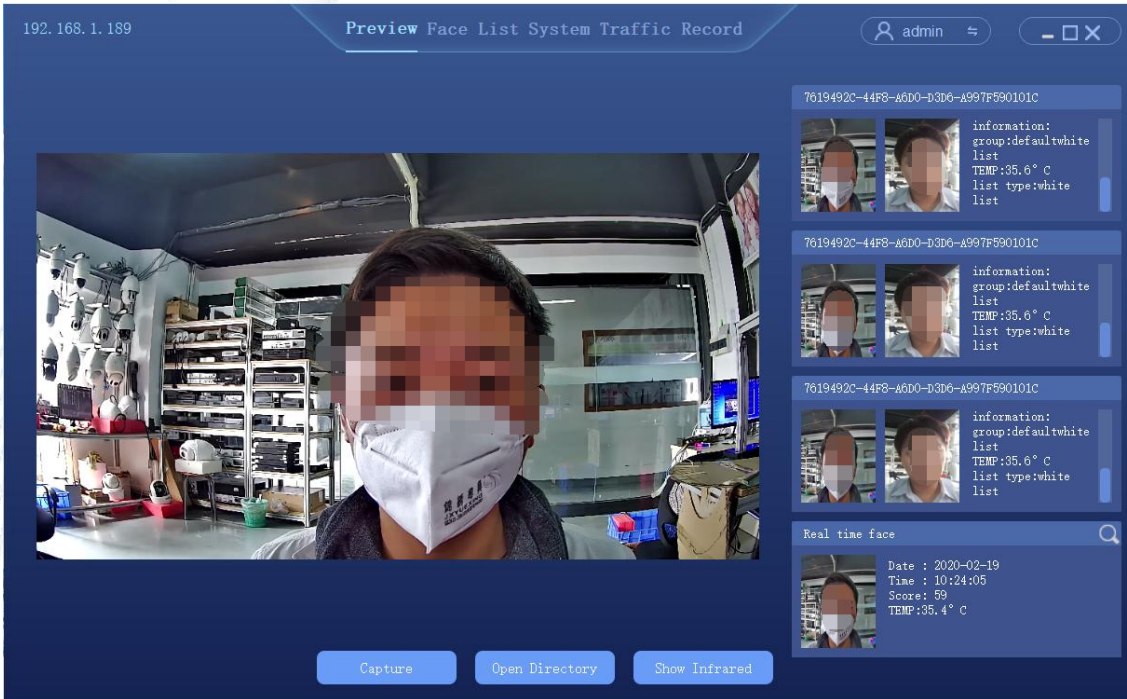 192.168.1.189
Preview Face List System Traffic Record
admin
7619492C-44F8-A6D0-D3D6-A997F590101C
information:
group:defaultwhite
list
TEMP:35.6° C
list type:white
list
7619492C-44F8-A6D0-D3D6-A997F590101C
information:
group:defaultwhite
list
TEMP:35.6° C
list type:white
list
7619492C-44F8-A6D0-D3D6-A997F590101C
information:
group:defaultwhite
list
TEMP:35.6° C
list type:white
list
Real time face
Date : 2020-02-19
Time : 10:24:05
Score: 59
TEMP:35.4° C
Capture
Open Directory
Show Infrared